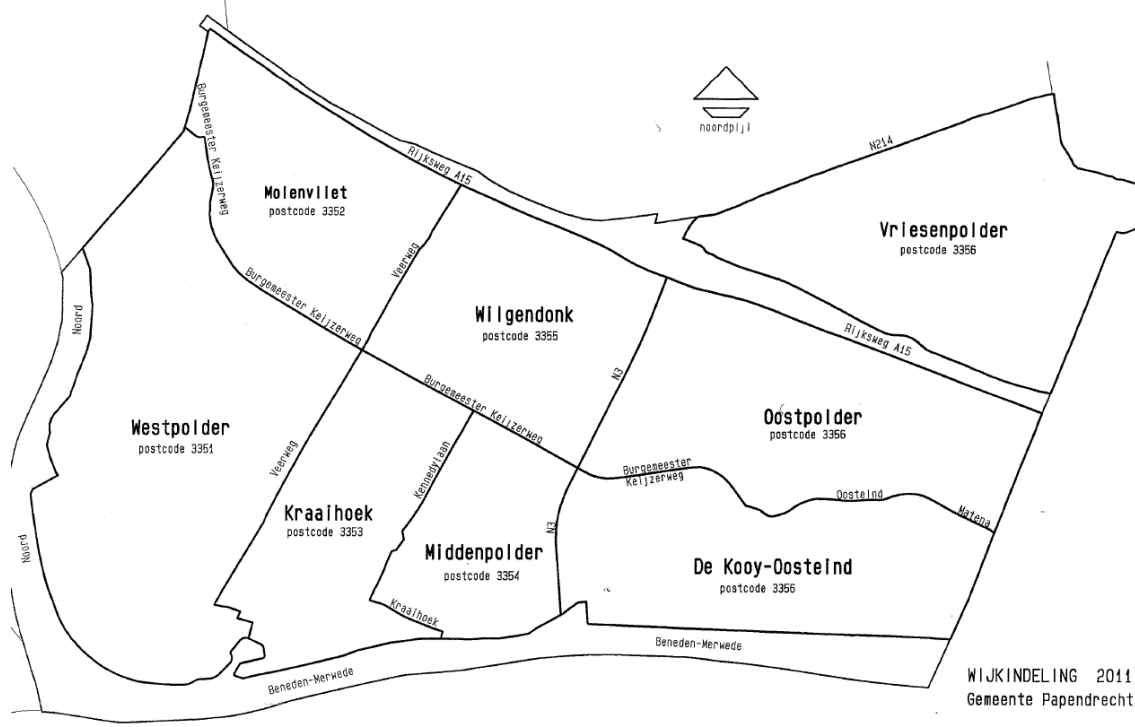 noordpijl
N214
Rijksweg A15
Burgemeester Keijzerweg
Molenvliet
postcode 3352
Vriesenpolder
postcode 3356
Veerweg
Burgemeester Keijzerweg
Noord
Wilgendonk
postcode 3355
Rijksweg A15
N3
Burgemeester Keijzerweg
Westpolder
postcode 3351
Oostpolder
postcode 3356
Veerweg
Kennedylaan
Burgemeester
Keijzerweg
Oosteind
Matena
Kraaihoek
postcode 3353
N3
Noord
Middenpolder
postcode 3354
De Kooy-Oosteind
postcode 3356
Kraaihoek
Beneden-Merwede
Beneden-Merwede
WIJKINDELING 2011
Gemeente Papendrecht